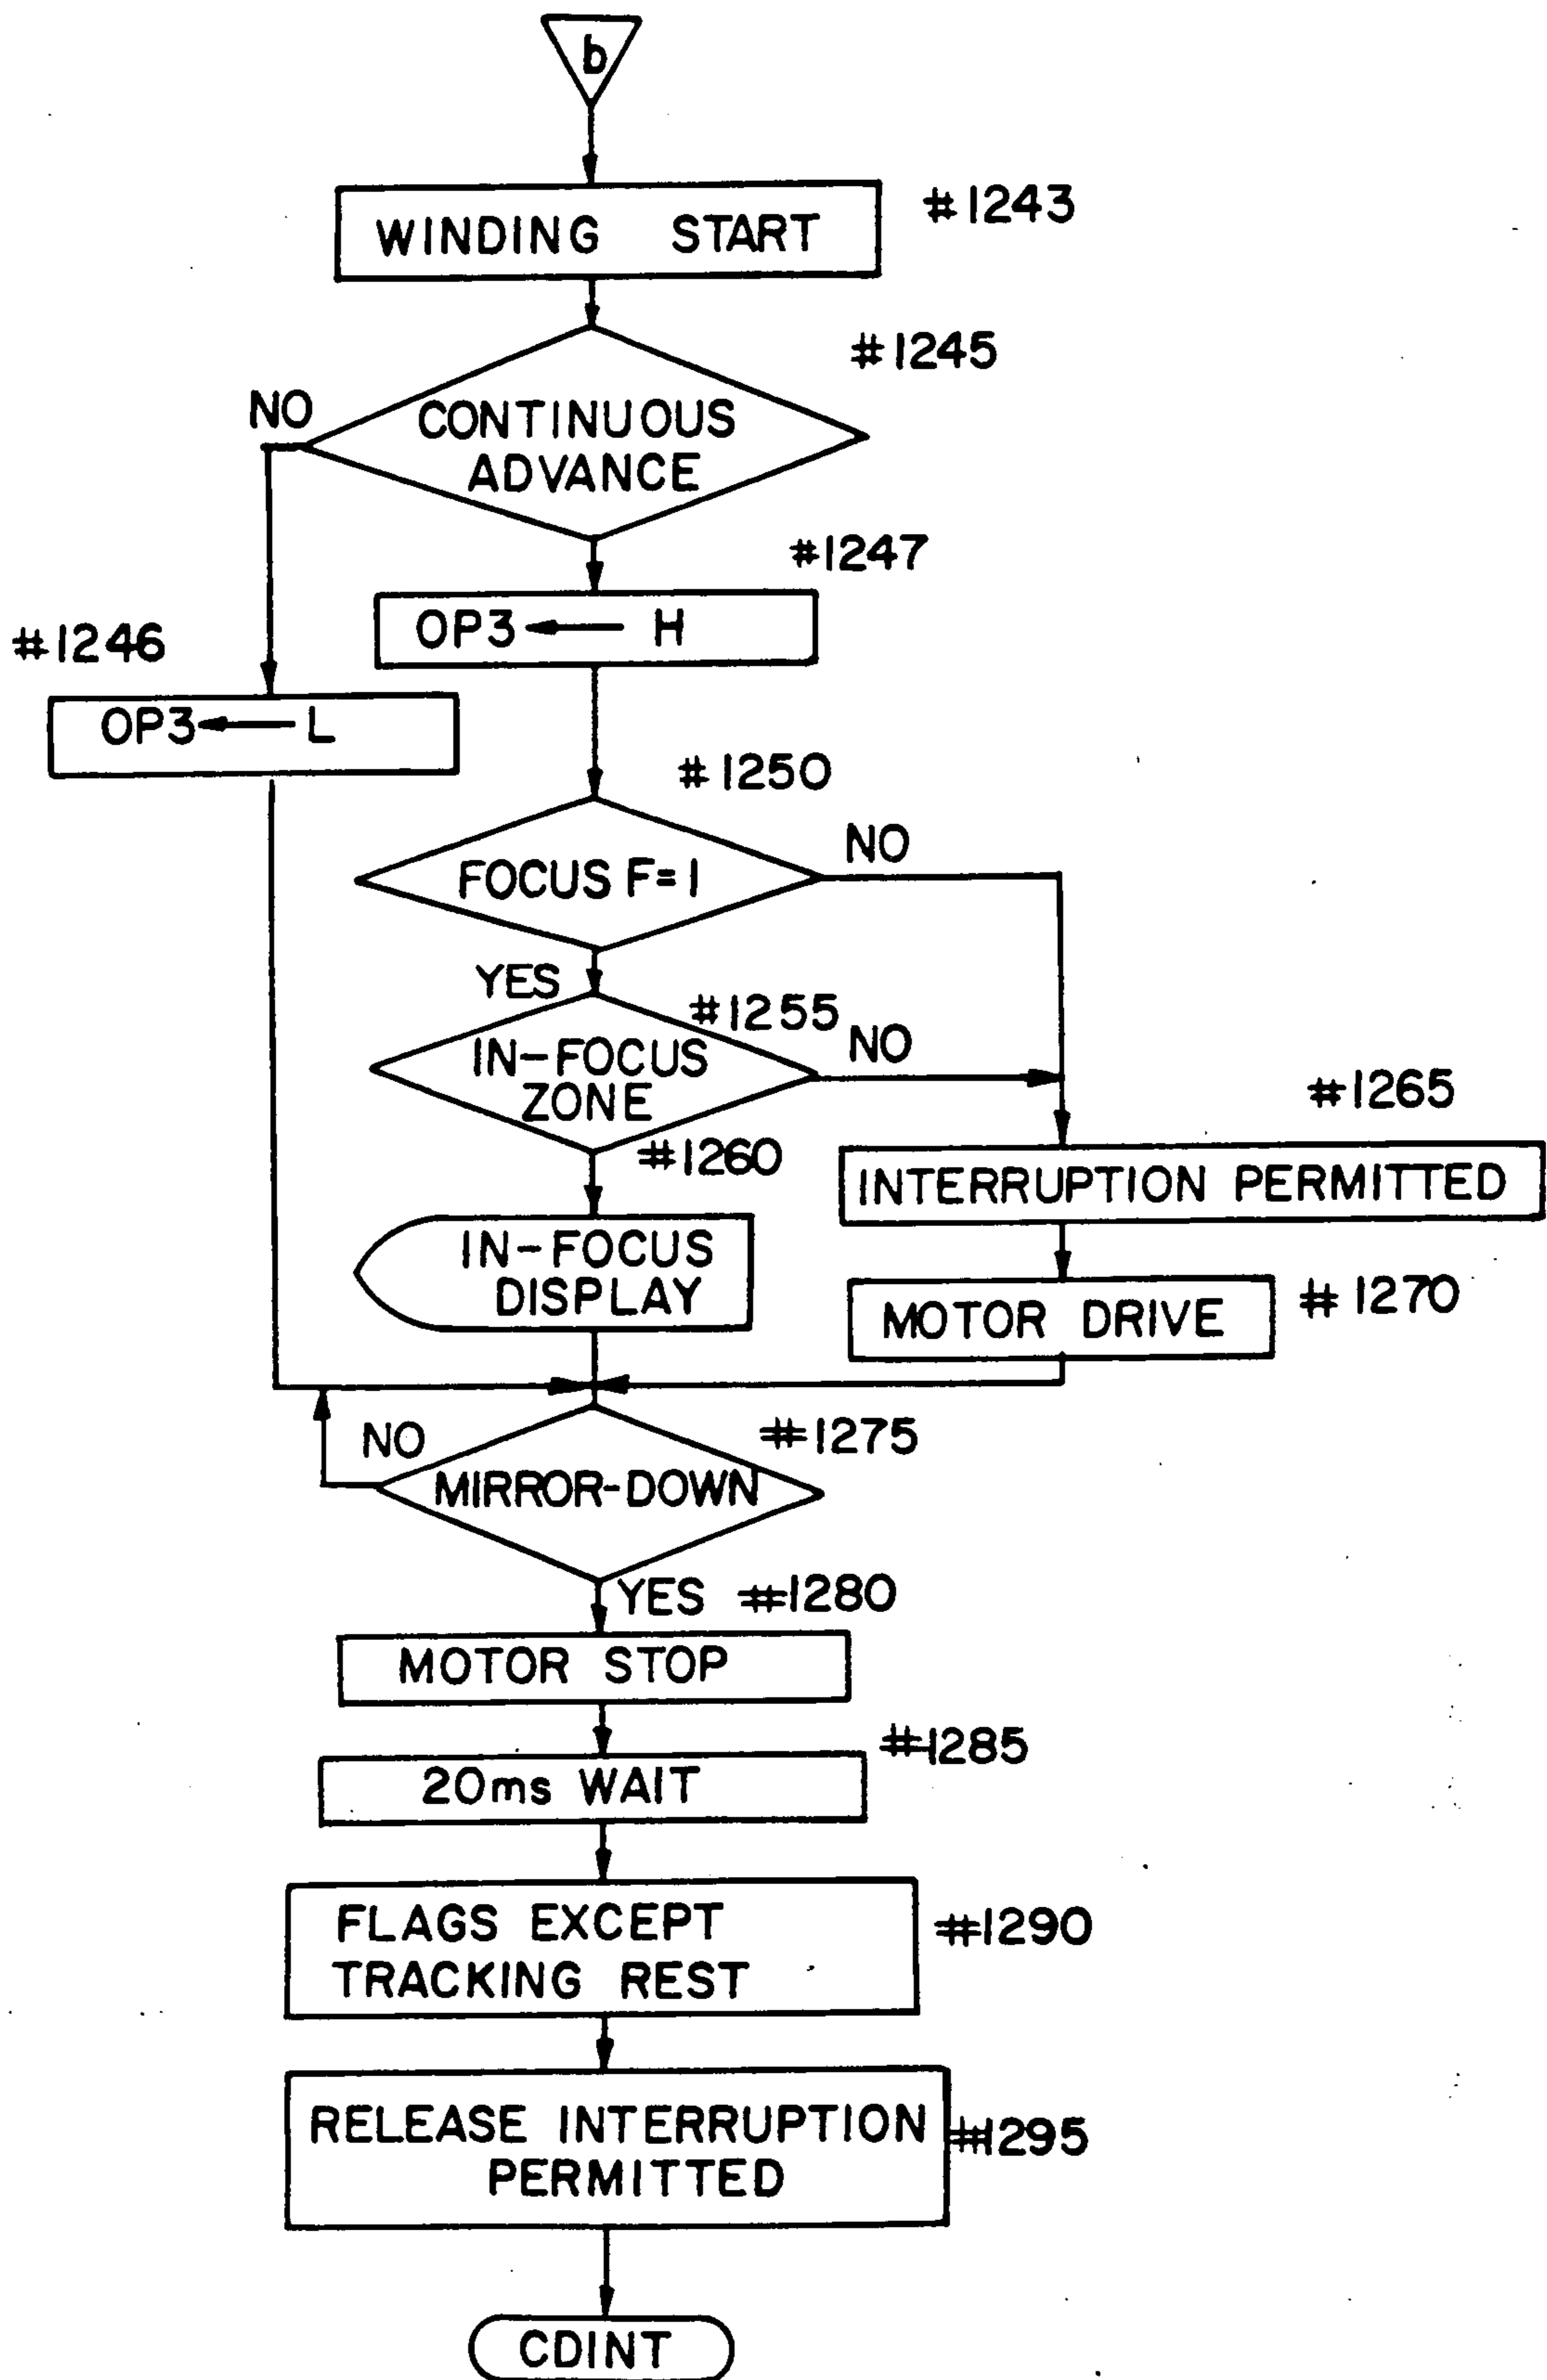 b
WINDING START
#1243
#1245
NO
CONTINUOUS
ADVANCE
#1247
OP3 ← H
#1246
OP3 ← L
#1250
FOCUS F=1
NO
YES
#1255
IN-FOCUS
ZONE
NO
#1260
#1265
INTERRUPTION PERMITTED
IN-FOCUS
DISPLAY
MOTOR DRIVE
#1270
NO
#1275
MIRROR-DOWN
YES
#1280
MOTOR STOP
#1285
20ms WAIT
FLAGS EXCEPT
TRACKING REST
#1290
RELEASE INTERRUPTION
PERMITTED
#1295
CDINT